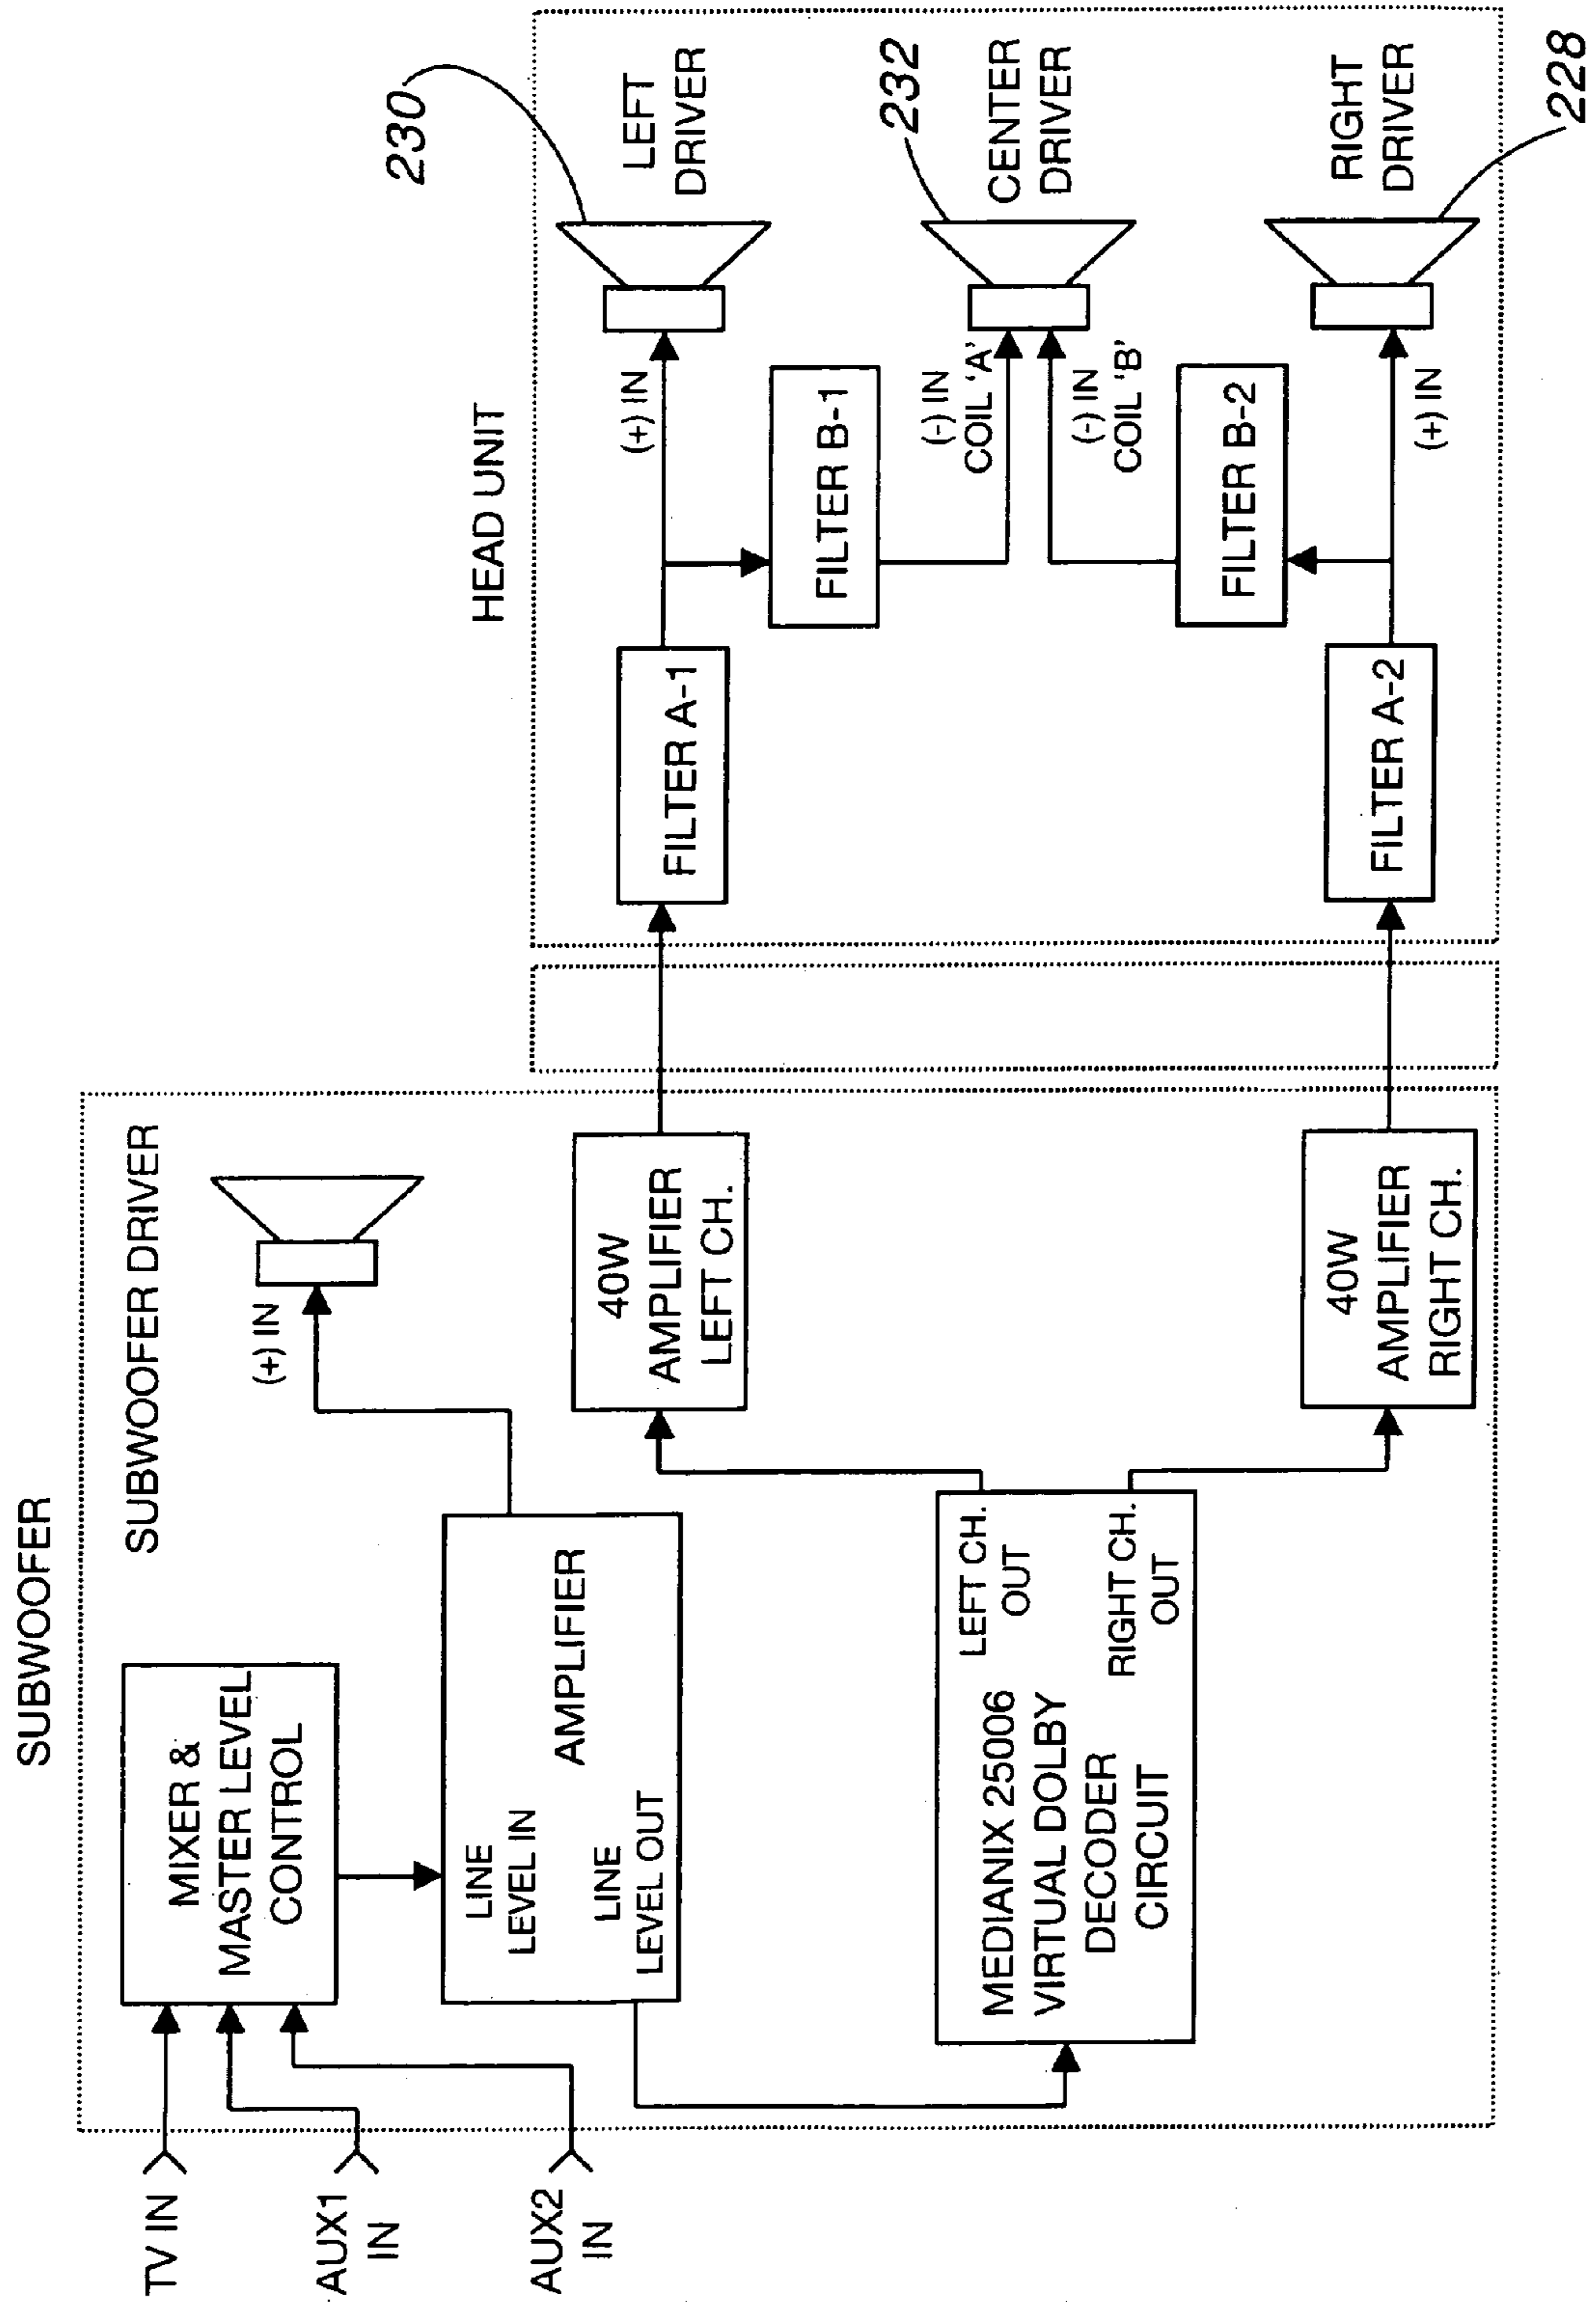 SUBWOOFER
TV IN
AUX1
IN
AUX2
IN
MIXER &
MASTER LEVEL
CONTROL
SUBWOOFER DRIVER
(+) IN
LINE
LEVEL IN
AMPLIFIER
LINE
LEVEL OUT
MEDIANIX 25006
VIRTUAL DOLBY
DECODER
CIRCUIT
LEFT CH.
OUT
RIGHT CH.
OUT
40W
AMPLIFIER
LEFT CH.
40W
AMPLIFIER
RIGHT CH.
HEAD UNIT
FILTER A-1
(+) IN
FILTER B-1
(-) IN
COIL 'A'
(-) IN
COIL 'B'
FILTER B-2
FILTER A-2
(+) IN
230
LEFT
DRIVER
232
CENTER
DRIVER
RIGHT
DRIVER
228